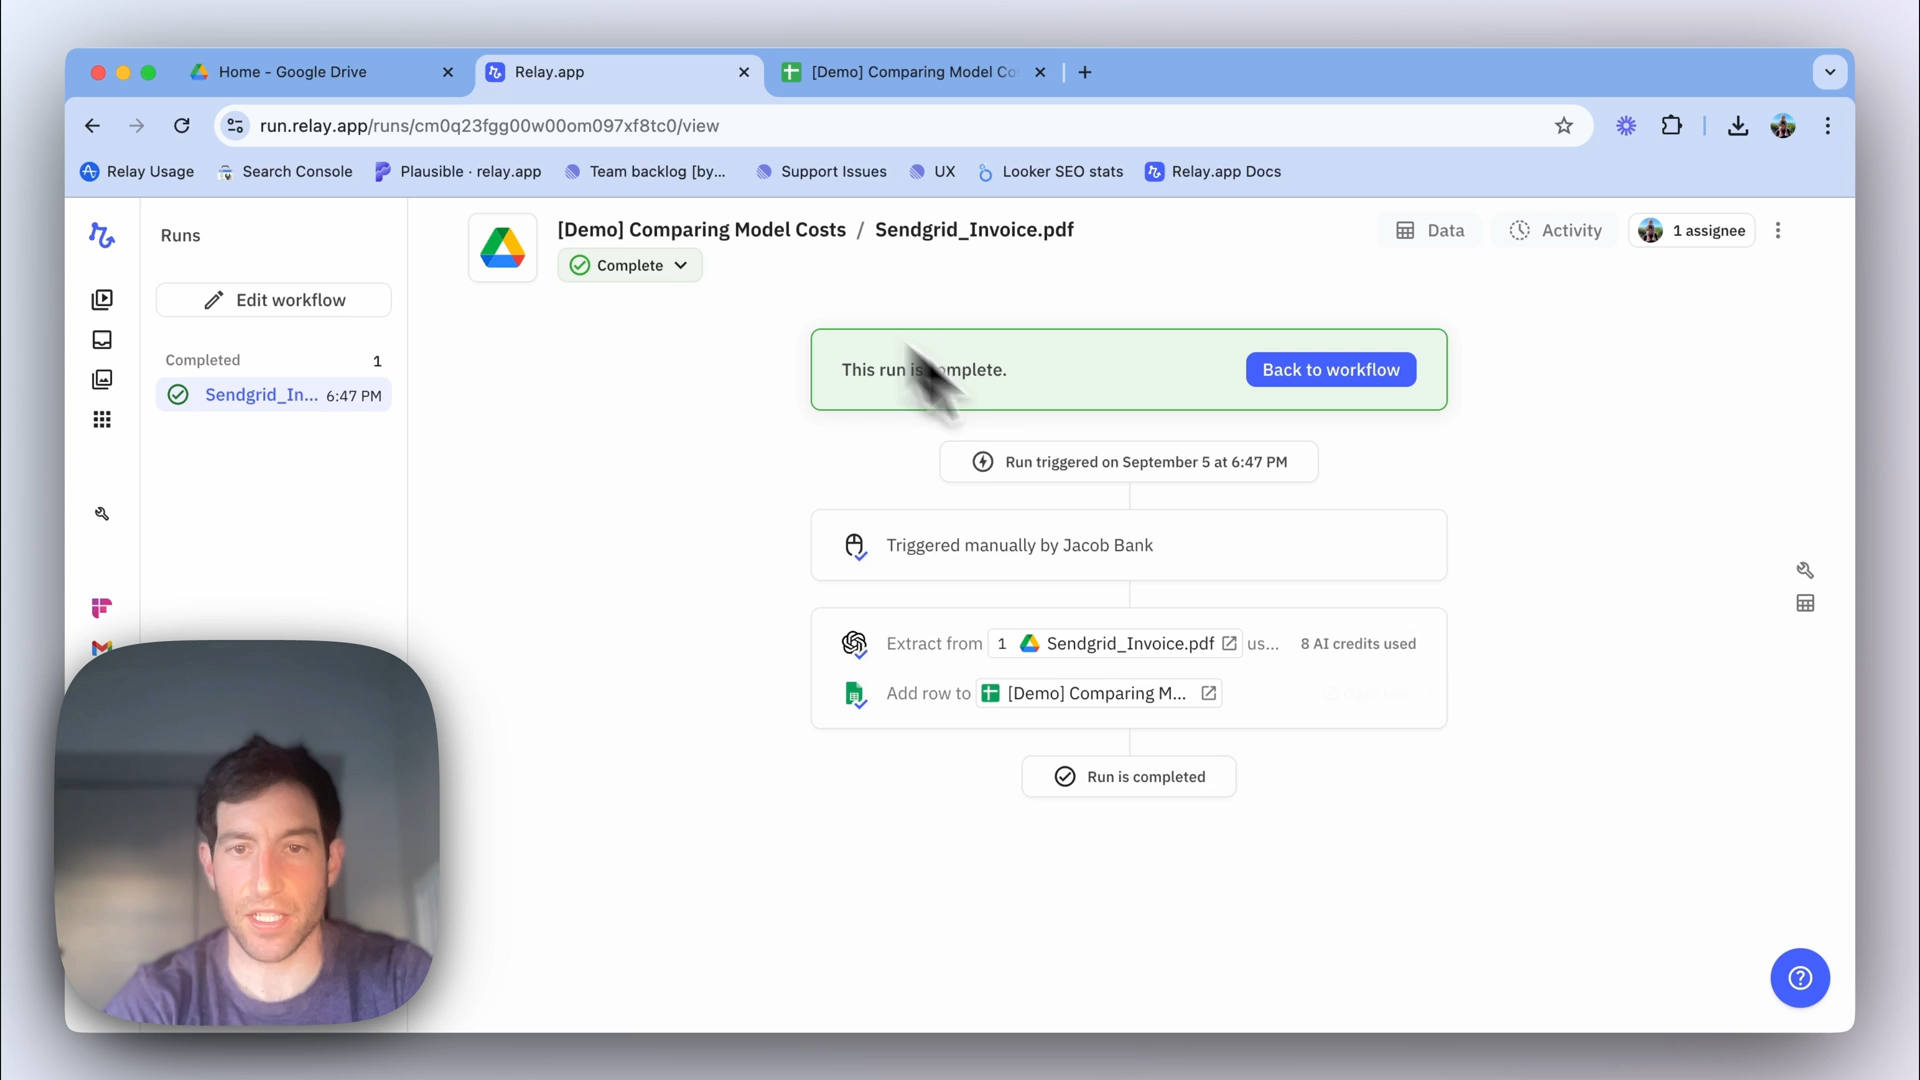 Home - Google Drive
Relay.app
[Demo] Comparing Model Co
run.relay.app/runs/cm0q23fgg00w00om097xf8tc0/view
Relay Usage
Search Console
Plausible · relay.app
Team backlog [by...
Support Issues
UX
Looker SEO stats
Relay.app Docs
Runs
[Demo] Comparing Model Costs / Sendgrid_Invoice.pdf
Data
Activity
1 assignee
Complete
Edit workflow
Completed 1
Sendgrid_In... 6:47 PM
This run is complete.
Back to workflow
Run triggered on September 5 at 6:47 PM
Triggered manually by Jacob Bank
Extract from 1 Sendgrid_Invoice.pdf us... 8 AI credits used
Add row to [Demo] Comparing M...
Run is completed